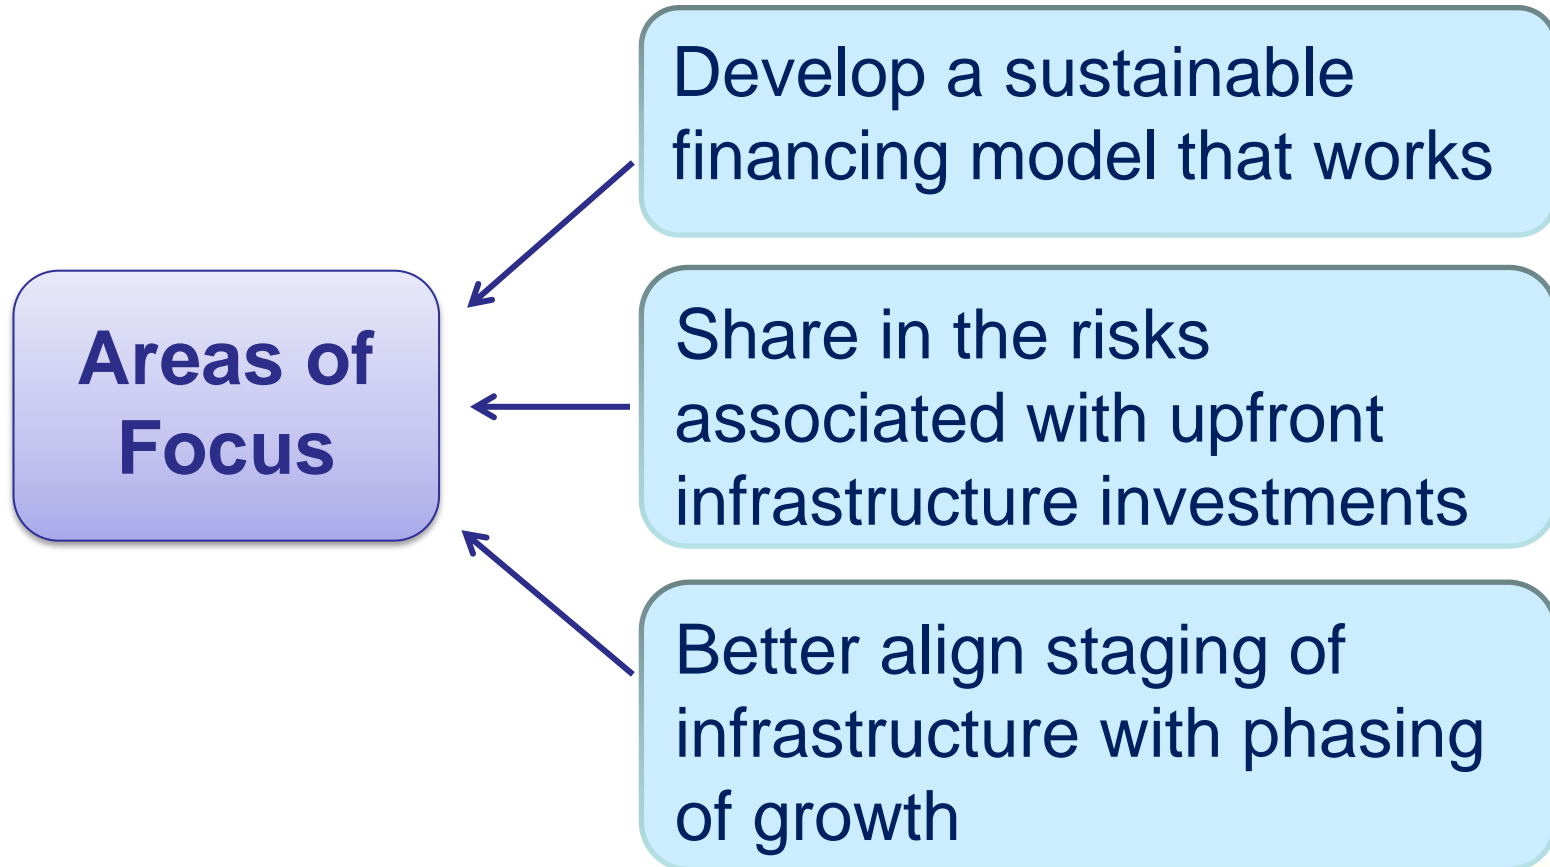 Develop a sustainable
financing model that works
Areas of
Focus
Share in the risks
associated with upfront
infrastructure investments
Better align staging of
infrastructure with phasing
of growth